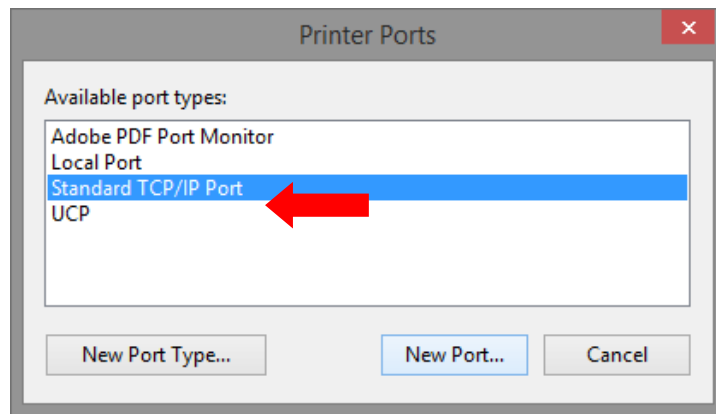 Printer Ports
Available port types:
Adobe PDF Port Monitor
Local Port
Standard TCP/IP Port
UCP
New Port Type... New Port... Cancel